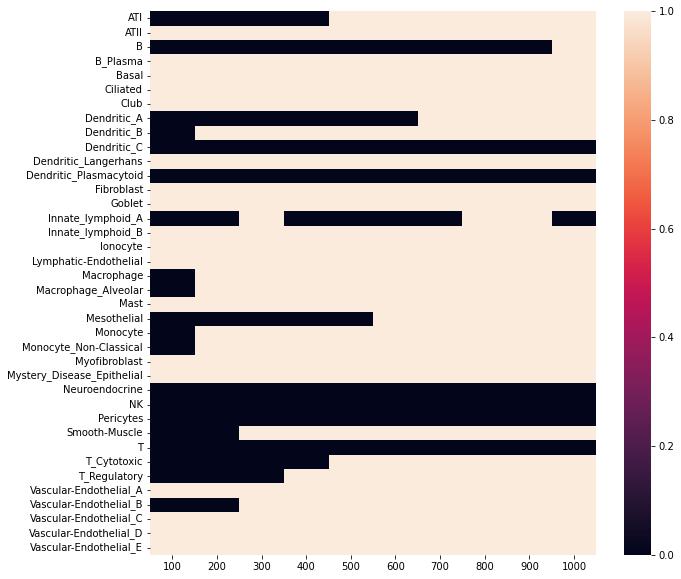 ATI
ATII
B
B_Plasma
Basal
Ciliated
Club
Dendritic_A
Dendritic_B
Dendritic_C
Dendritic_Langerhans
Dendritic_Plasmacytoid
Fibroblast
Goblet
Innate_lymphoid_A
Innate_lymphoid_B
Ionocyte
Lymphatic-Endothelial
Macrophage
Macrophage_Alveolar
Mast
Mesothelial
Monocyte
Monocyte_Non-Classical
Myofibroblast
Mystery_Disease_Epithelial
Neuroendocrine
NK
Pericytes
Smooth-Muscle
T
T_Cytotoxic
T_Regulatory
Vascular-Endothelial_A
Vascular-Endothelial_B
Vascular-Endothelial_C
Vascular-Endothelial_D
Vascular-Endothelial_E
100 200 300 400 500 600 700 800 900 1000
1.0
0.8
0.6
0.4
0.2
0.0